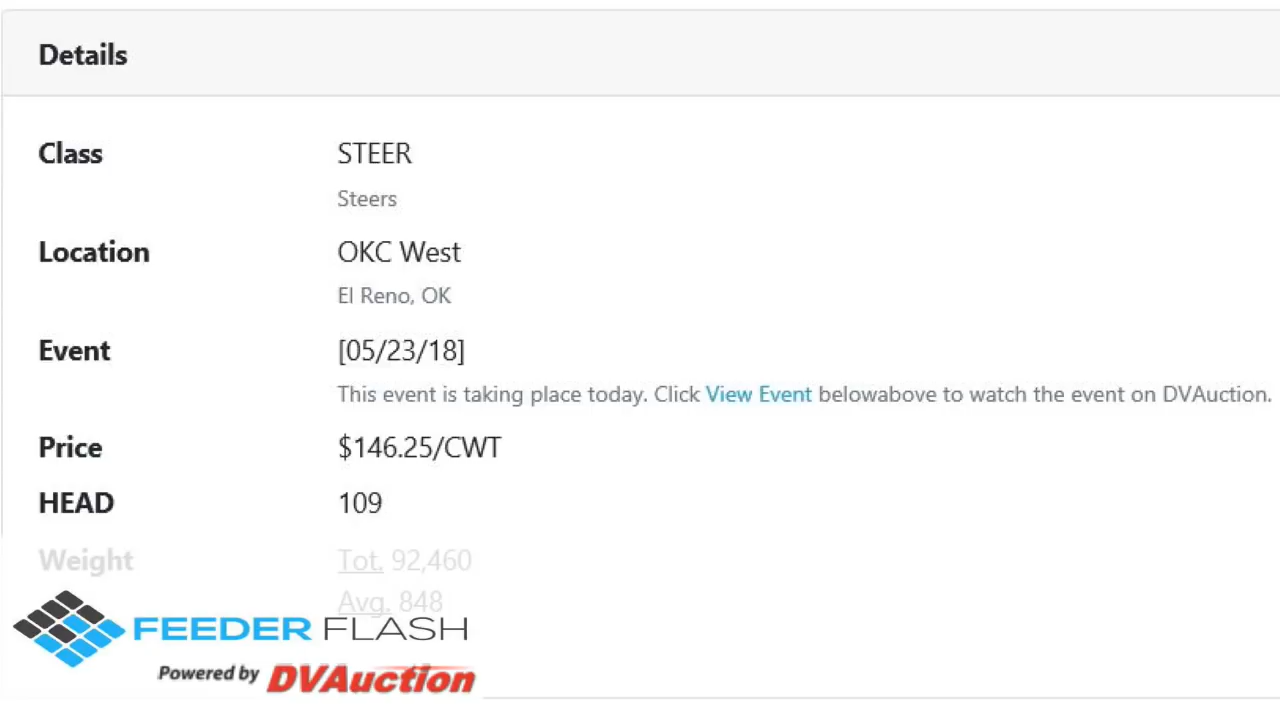 Details
Class STEER
Steers
Location OKC West
El Reno, OK
Event [05/23/18]
This event is taking place today. Click View Event belowabove to watch the event on DVAuction.
Price $146.25/CWT
HEAD 109
Weight Tot. 92,460
Avg. 848
FEEDER FLASH
Powered by DVAuction